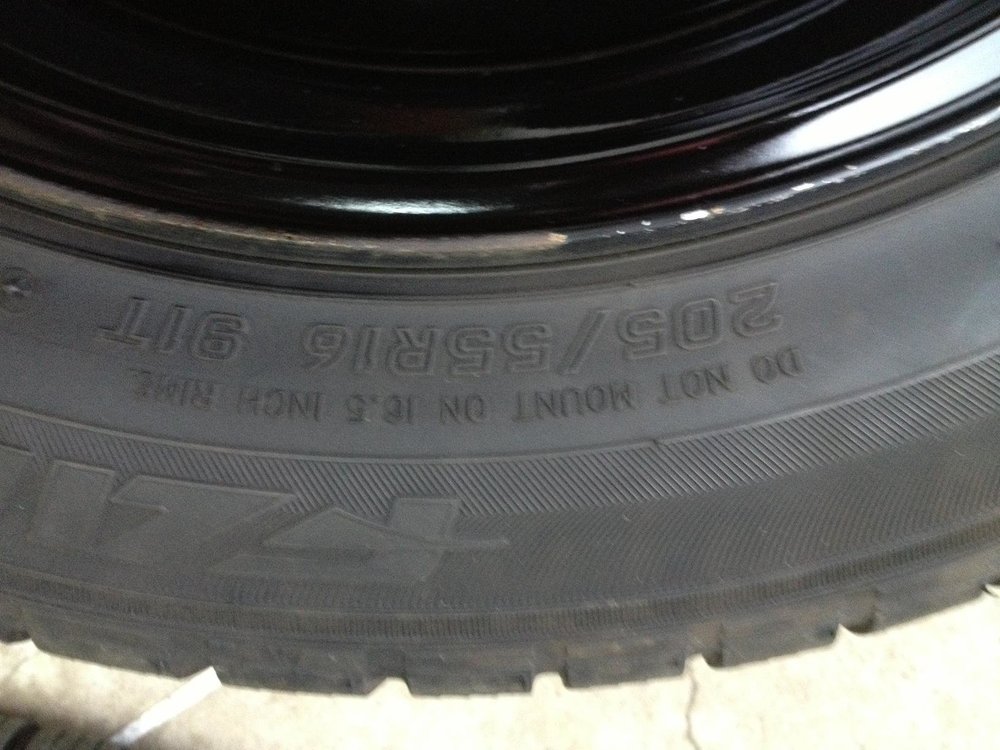 205/55R16 91T
DO NOT MOUNT ON 16.5 INCH RIMS